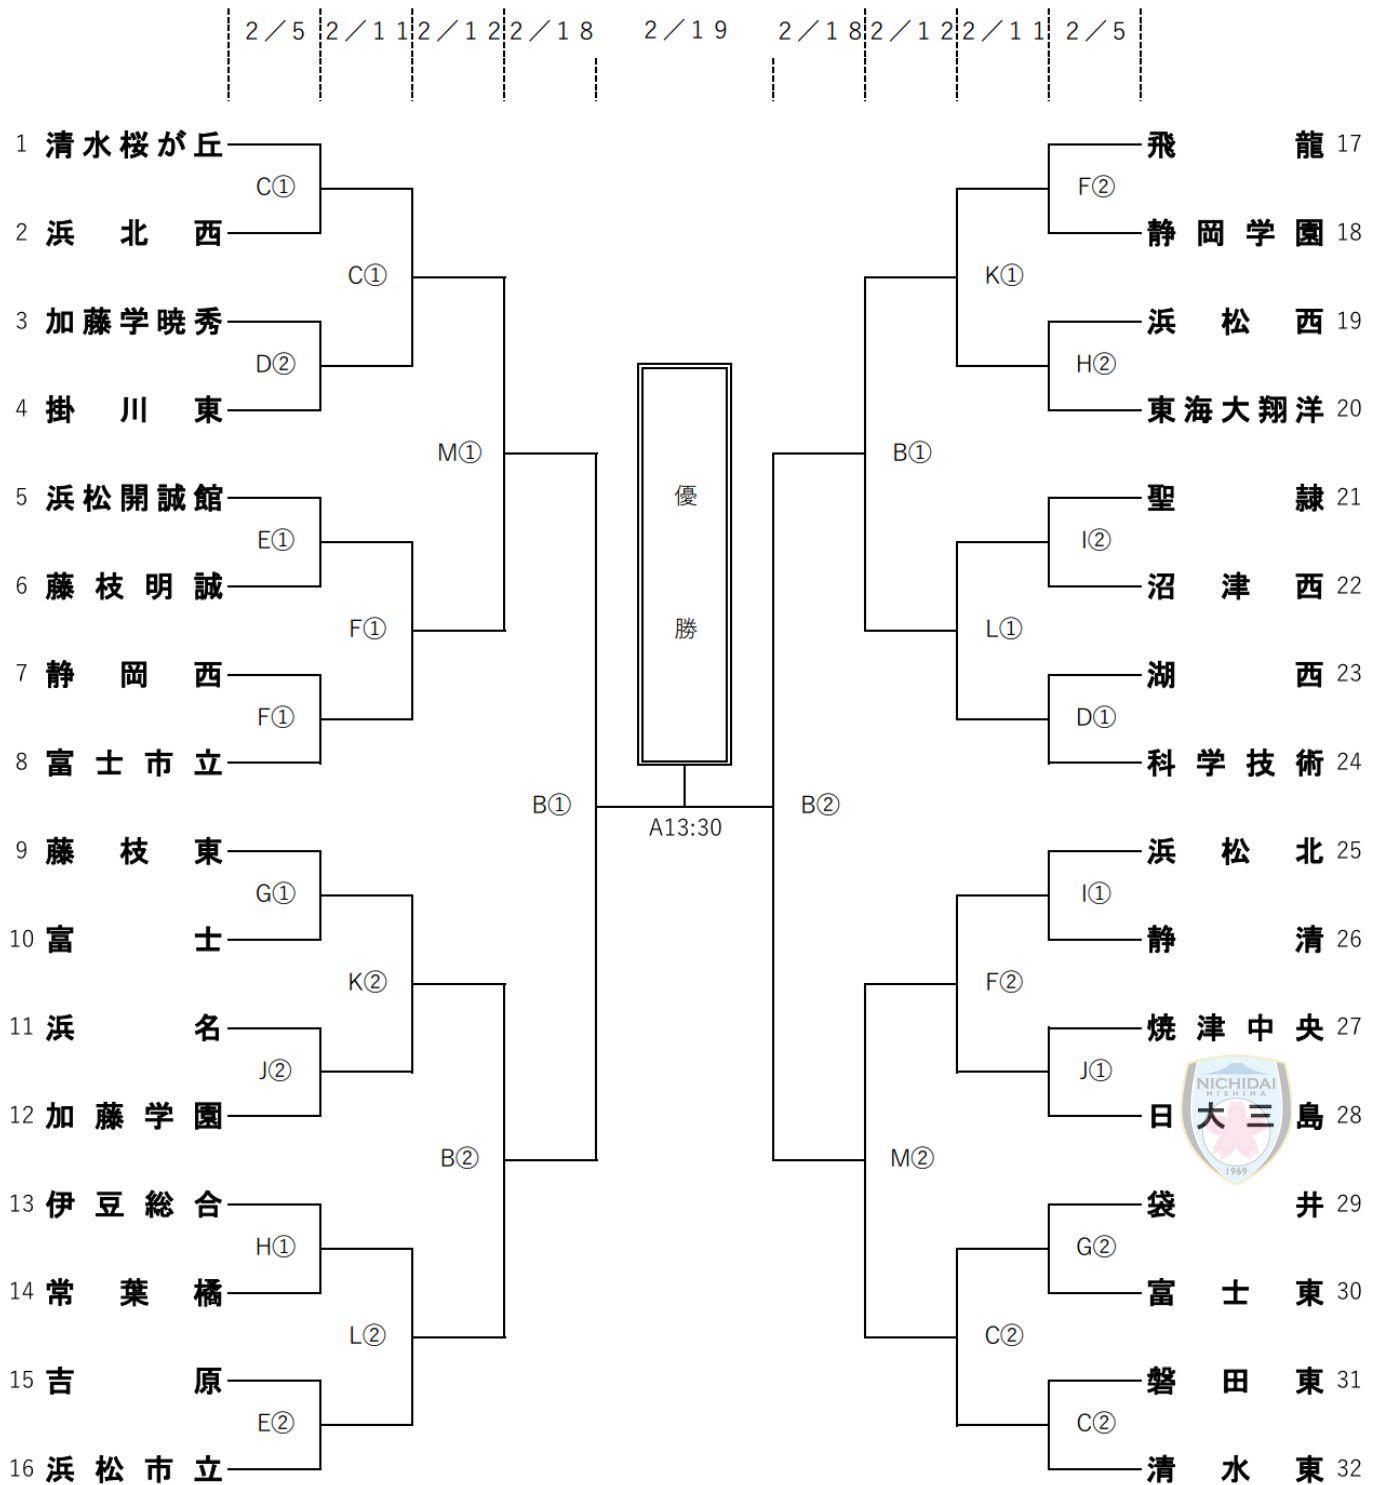 2／5 2／11 2／12 2／18 2／19 2／18 2／12 2／11 2／5
1 清水桜が丘
C①
2 浜北西
C①
3 加藤学暁秀
D②
4 掛川東
M①
5 浜松開誠館
E①
6 藤枝明誠
F①
7 静岡西
F①
8 富士市立
B①
9 藤枝東
G①
10 富士
K②
11 浜名
J②
12 加藤学園
B②
13 伊豆総合
H①
14 常葉橘
L②
15 吉原
E②
16 浜松市立
優勝
A13:30
飛龍 17
F②
静岡学園 18
K①
浜松西 19
H②
東海大翔洋 20
B①
聖隷 21
I②
沼津西 22
L①
湖西 23
D①
科学技術 24
B②
浜松北 25
I①
静清 26
F②
焼津中央 27
J①
NICHIDAI
MISHIMA
日大三島 28
1969
M②
袋井 29
G②
富士東 30
C②
磐田東 31
C②
清水東 32